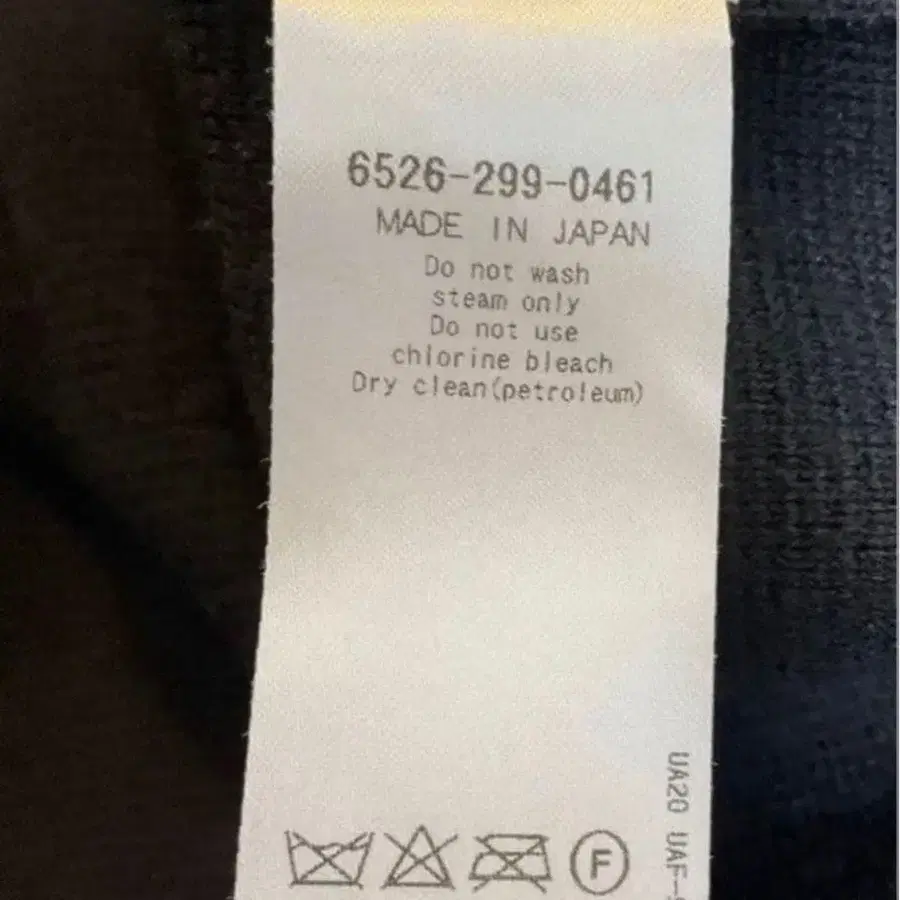 6526-299-0461
MADE IN JAPAN
Do not wash
steam only
Do not use
chlorine bleach
Dry clean(petroleum)
UA20 UAF-
F